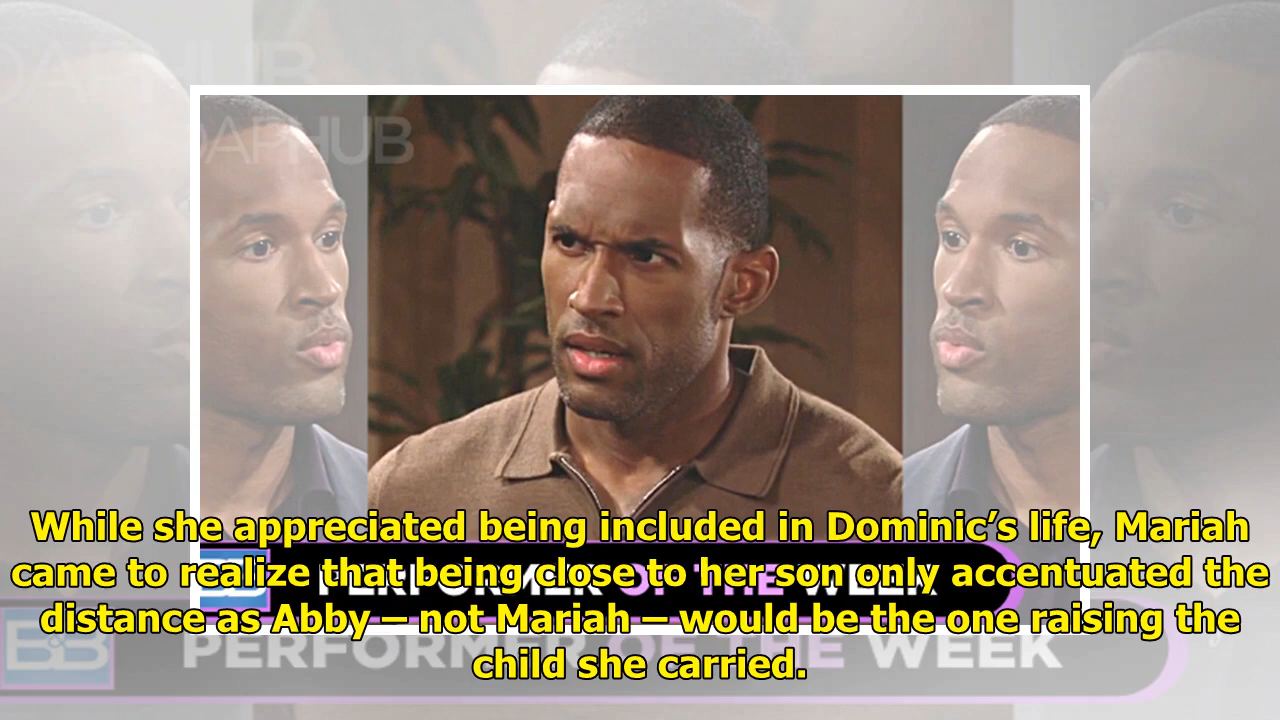 OAPHUB
OAPHUB
While she appreciated being included in Dominic’s life, Mariah
came to realize that being close to her son only accentuated the
distance as Abby — not Mariah — would be the one raising the
child she carried.
B&B PERFORMER OF THE WEEK
B&B PERFORMER OF THE WEEK